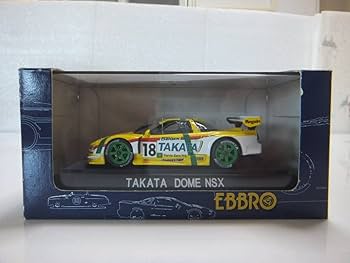 18
TAKATA
TAKATA DOME NSX
EBBRO